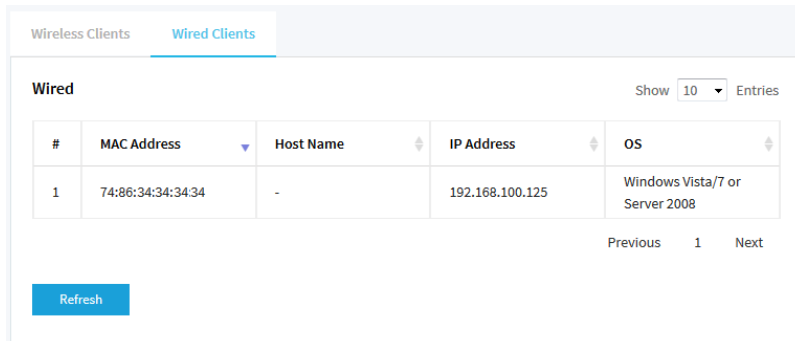 Wireless Clients Wired Clients
Wired Show 10 Entries
# MAC Address Host Name IP Address OS
1 74:86:34:34:34:34 - 192.168.100.125 Windows Vista/7 or
Server 2008
Previous 1 Next
Refresh